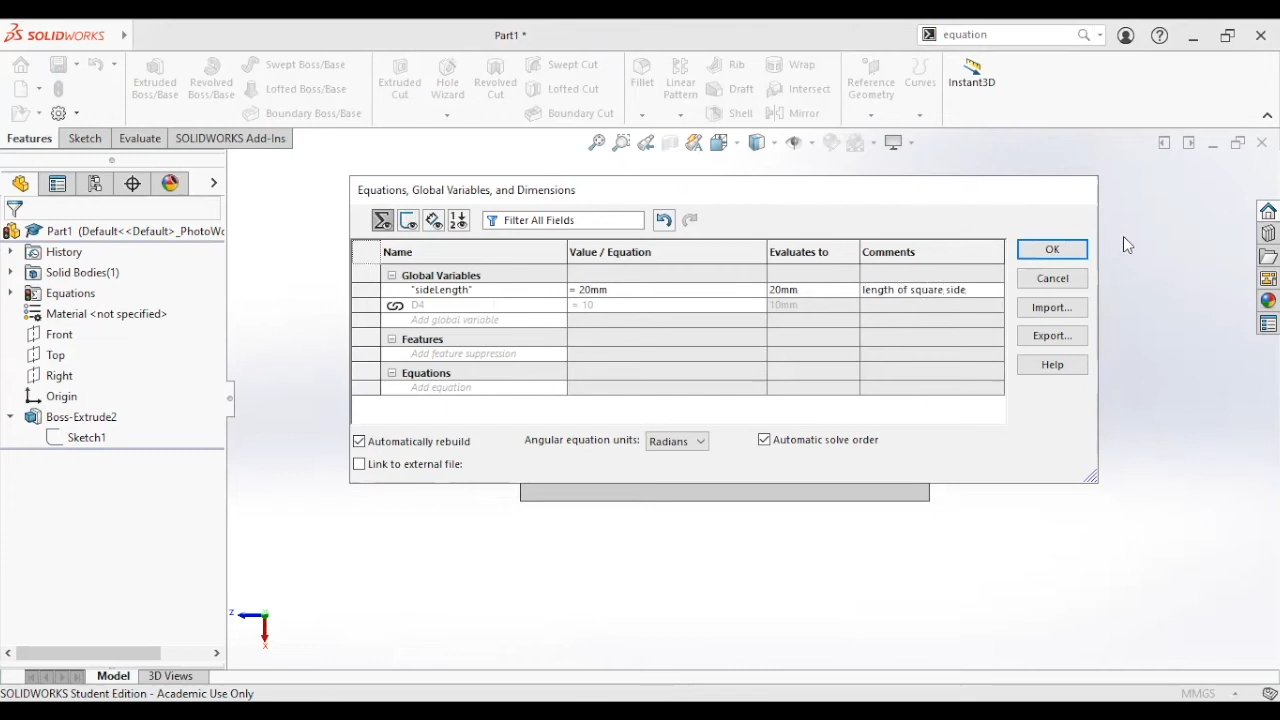 SOLIDWORKS
Part1 *
equation
Extruded Boss/Base
Revolved Boss/Base
Swept Boss/Base
Lofted Boss/Base
Boundary Boss/Base
Extruded Cut
Hole Wizard
Revolved Cut
Swept Cut
Lofted Cut
Boundary Cut
Fillet
Linear Pattern
Rib
Draft
Shell
Wrap
Intersect
Mirror
Reference Geometry
Curves
Instant3D
Features Sketch Evaluate SOLIDWORKS Add-Ins
Part1 (Default<<Default>_PhotoWo
History
Solid Bodies(1)
Equations
Material <not specified>
Front
Top
Right
Origin
Boss-Extrude2
Sketch1
Equations, Global Variables, and Dimensions
Filter All Fields
Name Value / Equation Evaluates to Comments
Global Variables
"sideLength" = 20mm 20mm length of square side
D4 = 10 10mm
Add global variable
Features
Add feature suppression
Equations
Add equation
OK
Cancel
Import...
Export...
Help
Automatically rebuild Angular equation units: Radians Automatic solve order
Link to external file:
z
x
Model 3D Views
SOLIDWORKS Student Edition - Academic Use Only MMGS